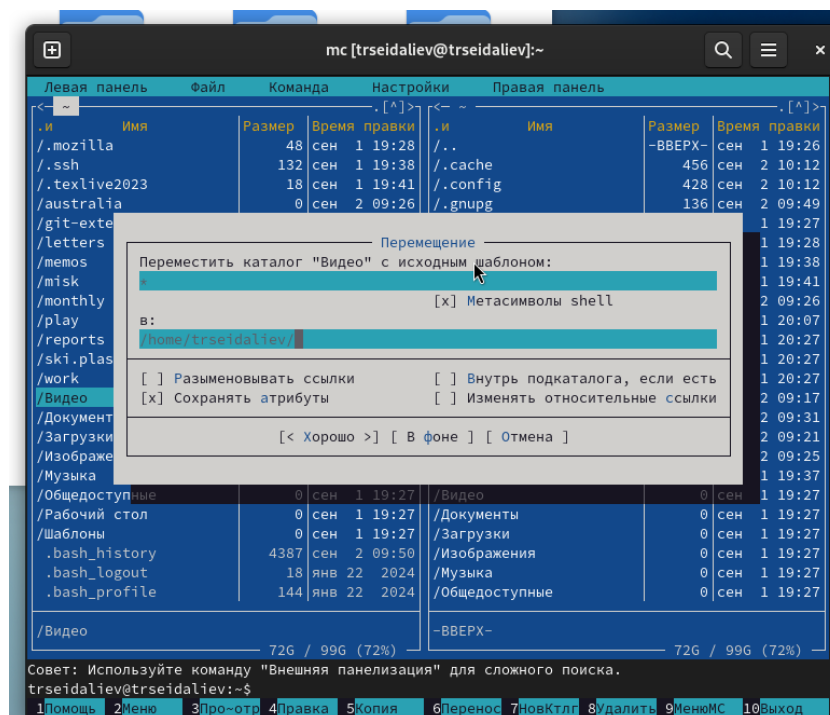 mc [trseidaliev@trseidaliev]:~
Левая панель Файл Команда Настройки Правая панель
<— ~ .[^]> <— ~ .[^]>
.и Имя Размер Время правки .и Имя Размер Время правки
/.mozilla 48 сен 1 19:28 /.. -ВВЕРХ- сен 1 19:26
/.ssh 132 сен 1 19:38 /.cache 456 сен 2 10:12
/.texlive2023 18 сен 1 19:41 /.config 428 сен 2 10:12
/australia 0 сен 2 09:26 /.gnupg 136 сен 2 09:49
/git-exte 1 19:27
/letters 1 19:28
/memos 1 19:38
/misk 1 19:41
/monthly 2 09:26
/play 1 20:07
/reports 1 20:27
/ski.plas 1 20:27
/work 1 20:27
/Видео 2 09:17
/Документ 2 09:31
/Загрузки 2 09:21
/Изображе 2 09:25
/Музыка 1 19:37
Перемещение
Переместить каталог "Видео" с исходным шаблоном:
*
[x] Метасимволы shell
в:
/home/trseidaliev/
[ ] Разыменовывать ссылки [ ] Внутрь подкаталога, если есть
[x] Сохранять атрибуты [ ] Изменять относительные ссылки
[< Хорошо >] [ В фоне ] [ Отмена ]
/Общедоступные 0 сен 1 19:27 /Видео 0 сен 1 19:27
/Рабочий стол 0 сен 1 19:27 /Документы 0 сен 1 19:27
/Шаблоны 0 сен 1 19:27 /Загрузки 0 сен 1 19:27
.bash_history 4387 сен 2 09:50 /Изображения 0 сен 1 19:27
.bash_logout 18 янв 22 2024 /Музыка 0 сен 1 19:27
.bash_profile 144 янв 22 2024 /Общедоступные 0 сен 1 19:27
/Видео -ВВЕРХ-
72G / 99G (72%) 72G / 99G (72%)
Совет: Используйте команду "Внешняя панелизация" для сложного поиска.
trseidaliev@trseidaliev:~$
1Помощь 2Меню 3Про~отр 4Правка 5Копия 6Перенос 7НовКтлг 8Удалить 9МенюМС 10Выход